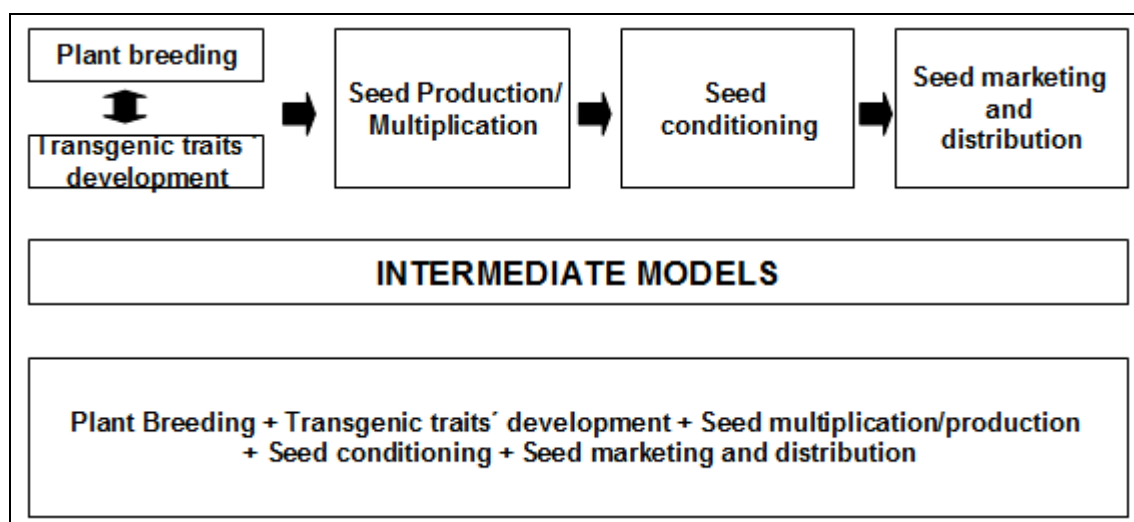 Plant breeding
Transgenic traits´
development
Seed Production/
Multiplication
Seed
conditioning
Seed marketing
and
distribution
INTERMEDIATE MODELS
Plant Breeding + Transgenic traits´ development + Seed multiplication/production
+ Seed conditioning + Seed marketing and distribution